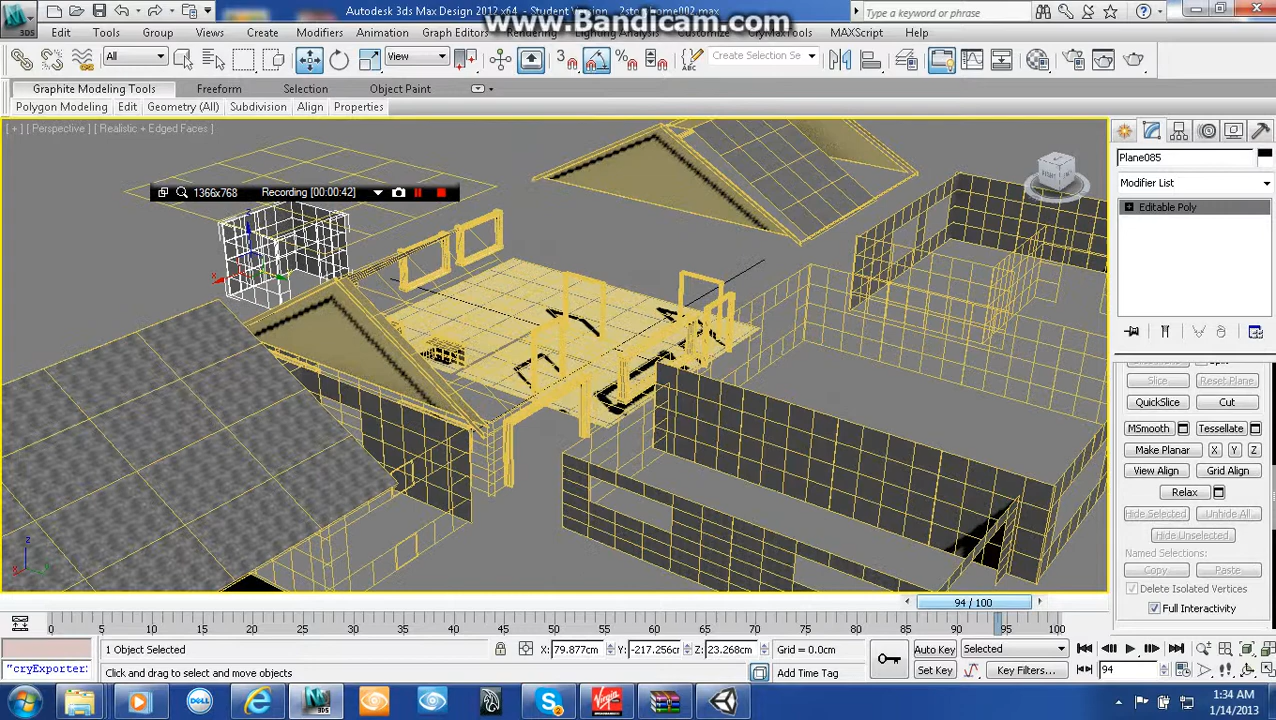 Autodesk 3ds Max Design 2012 x64 - Student Version
www.Bandicam.com
Type a keyword or phrase
3DS
Edit Tools Group Views Create Modifiers Animation Graph Editors Rendering Lighting Analysis Customize CryMaxTools MAXScript Help
All View 3 Create Selection Se
Graphite Modeling Tools Freeform Selection Object Paint
Polygon Modeling Edit Geometry (All) Subdivision Align Properties
[ + ] [ Perspective ] [ Realistic + Edged Faces ]
1366x768 Recording [00:00:42]
Plane085
Modifier List
Editable Poly
Slice Reset Plane
QuickSlice Cut
MSmooth Tessellate
Make Planar X Y Z
View Align Grid Align
Relax
Hide Selected Unhide All
Hide Unselected
Named Selections:
Copy Paste
Delete Isolated Vertices
Full Interactivity
94 / 100
0 5 10 15 20 25 30 35 40 45 50 55 60 65 70 75 80 85 90 95 100
1 Object Selected X: 79.877cm Y: -217.256cm Z: 23.268cm Grid = 0.0cm Auto Key Selected
"cryExporter: Click and drag to select and move objects Add Time Tag Set Key Key Filters... 94
1:34 AM
1/14/2013